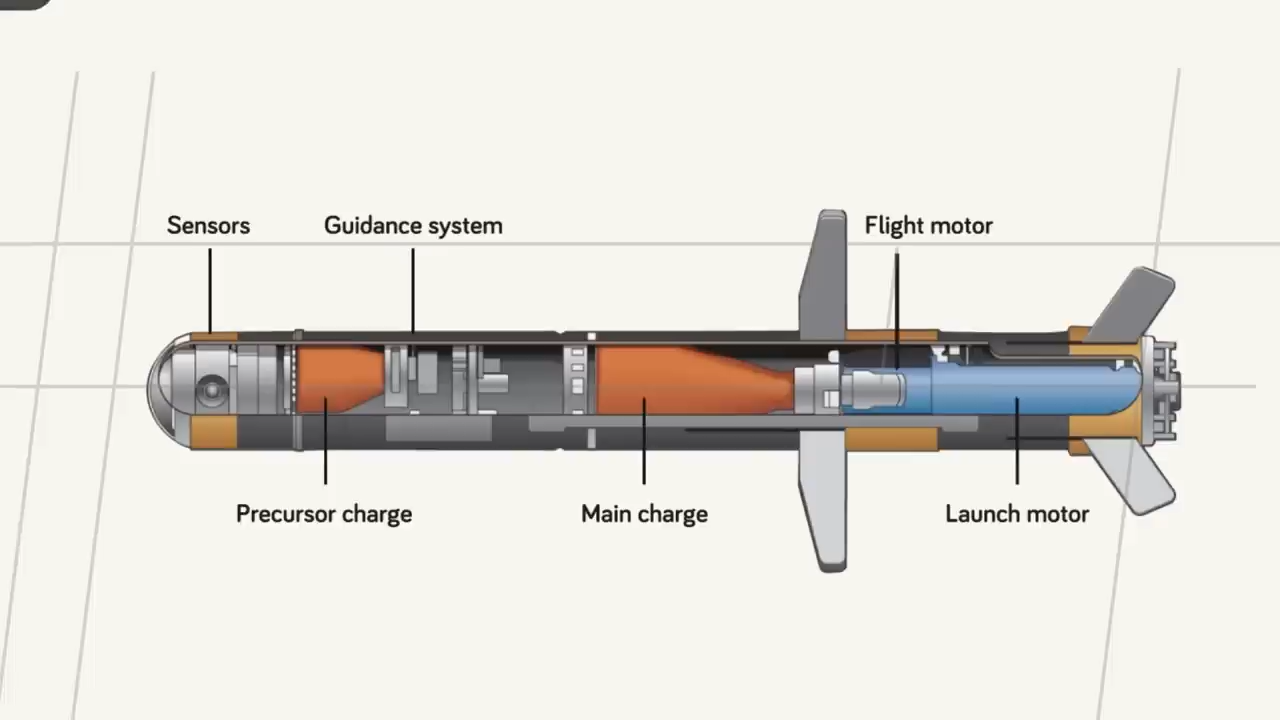 Sensors
Guidance system
Flight motor
Precursor charge
Main charge
Launch motor